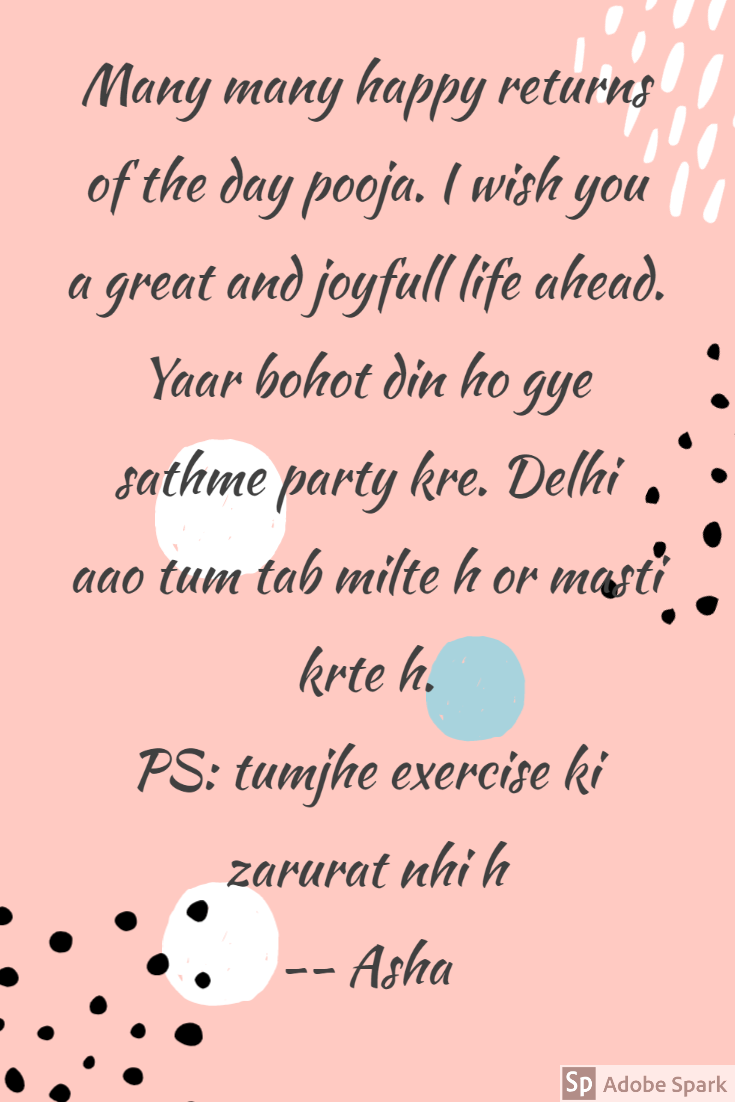 Many many happy returns
of the day pooja. I wish you
a great and joyfull life ahead.
Yaar bohot din ho gye
sathme party kre. Delhi
aao tum tab milte h or masti
krte h.
PS: tumjhe exercise ki
zarurat nhi h
-- Asha
Sp Adobe Spark